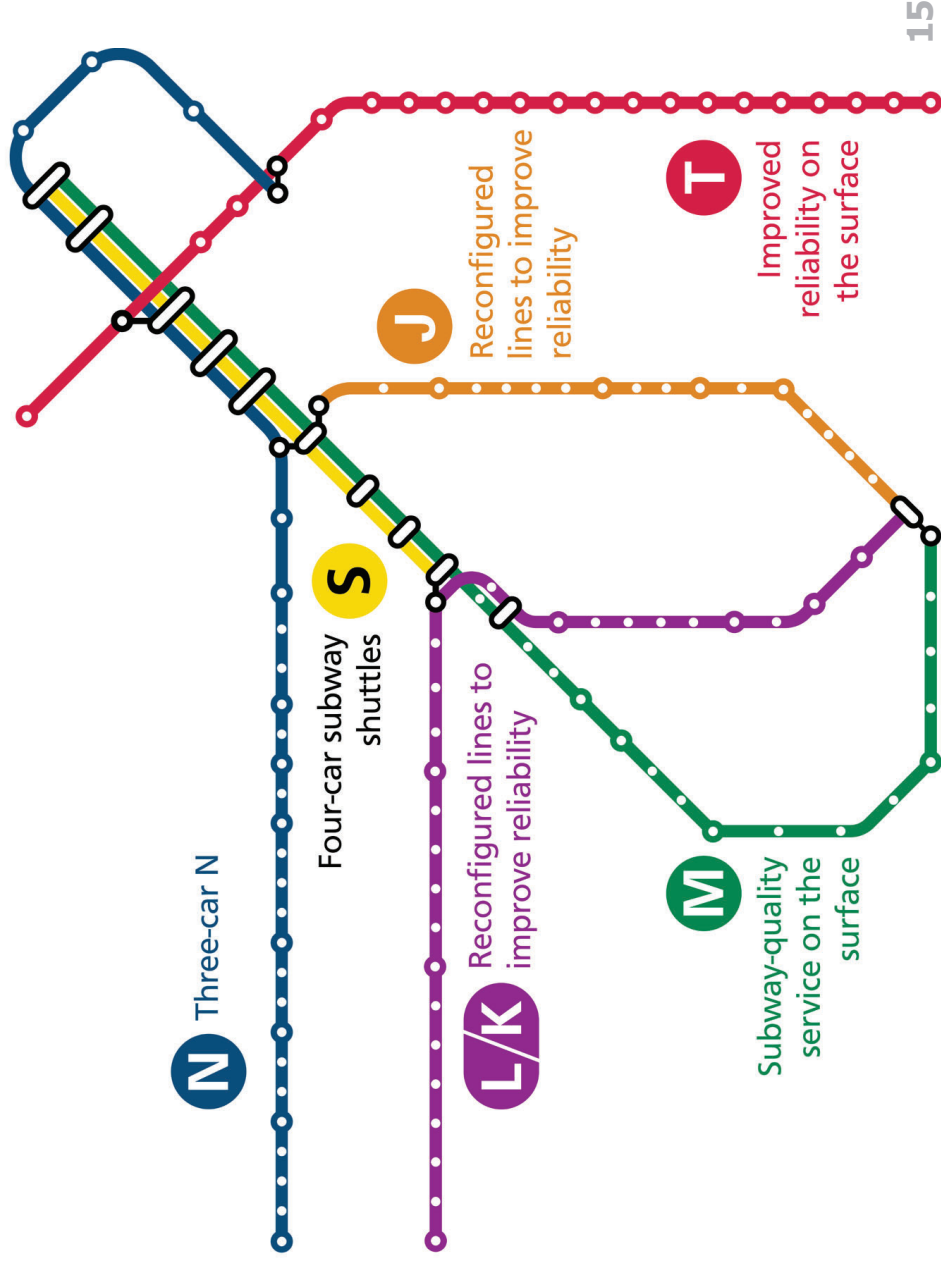 N
Three-car N
S
Four-car subway
shuttles
L/K
Reconfigured lines to
improve reliability
J
Reconfigured
lines to improve
reliability
M
Subway-quality
service on the
surface
T
Improved
reliability on
the surface
15